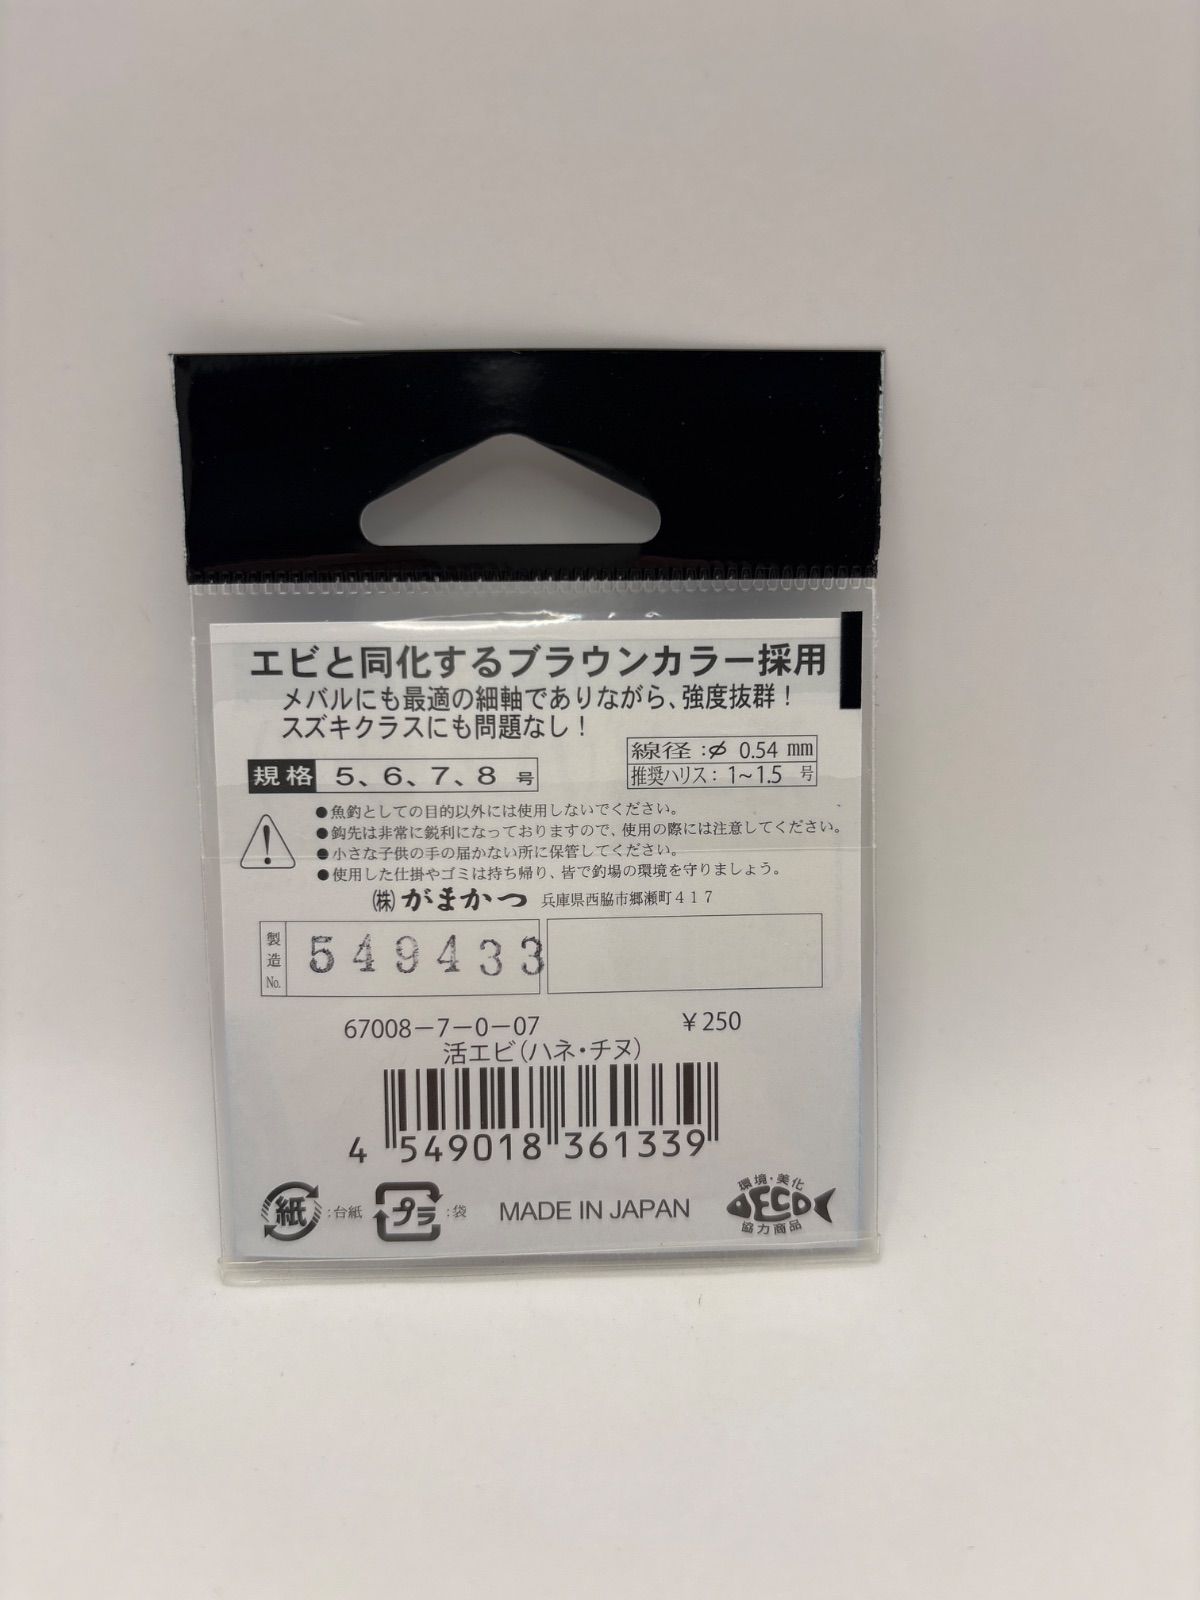 エビと同化するブラウンカラー採用
メバルにも最適の細軸でありながら、強度抜群！
スズキクラスにも問題なし！
規格 5、6、7、8 号
線径：φ 0.54 mm
推奨ハリス：1~1.5 号
●魚釣としての目的以外には使用しないでください。
●鈎先は非常に鋭利になっておりますので、使用の際には注意してください。
●小さな子供の手の届かない所に保管してください。
●使用した仕掛やゴミは持ち帰り、皆で釣場の環境を守りましょう。
㈱がまかつ 兵庫県西脇市郷瀬町417
製造No. 549433
67008-7-0-07 ￥250
活エビ(ハネ・チヌ)
4 549018 361339
紙 :台紙 プラ :袋 MADE IN JAPAN
環境・美化
ECO
協力商品